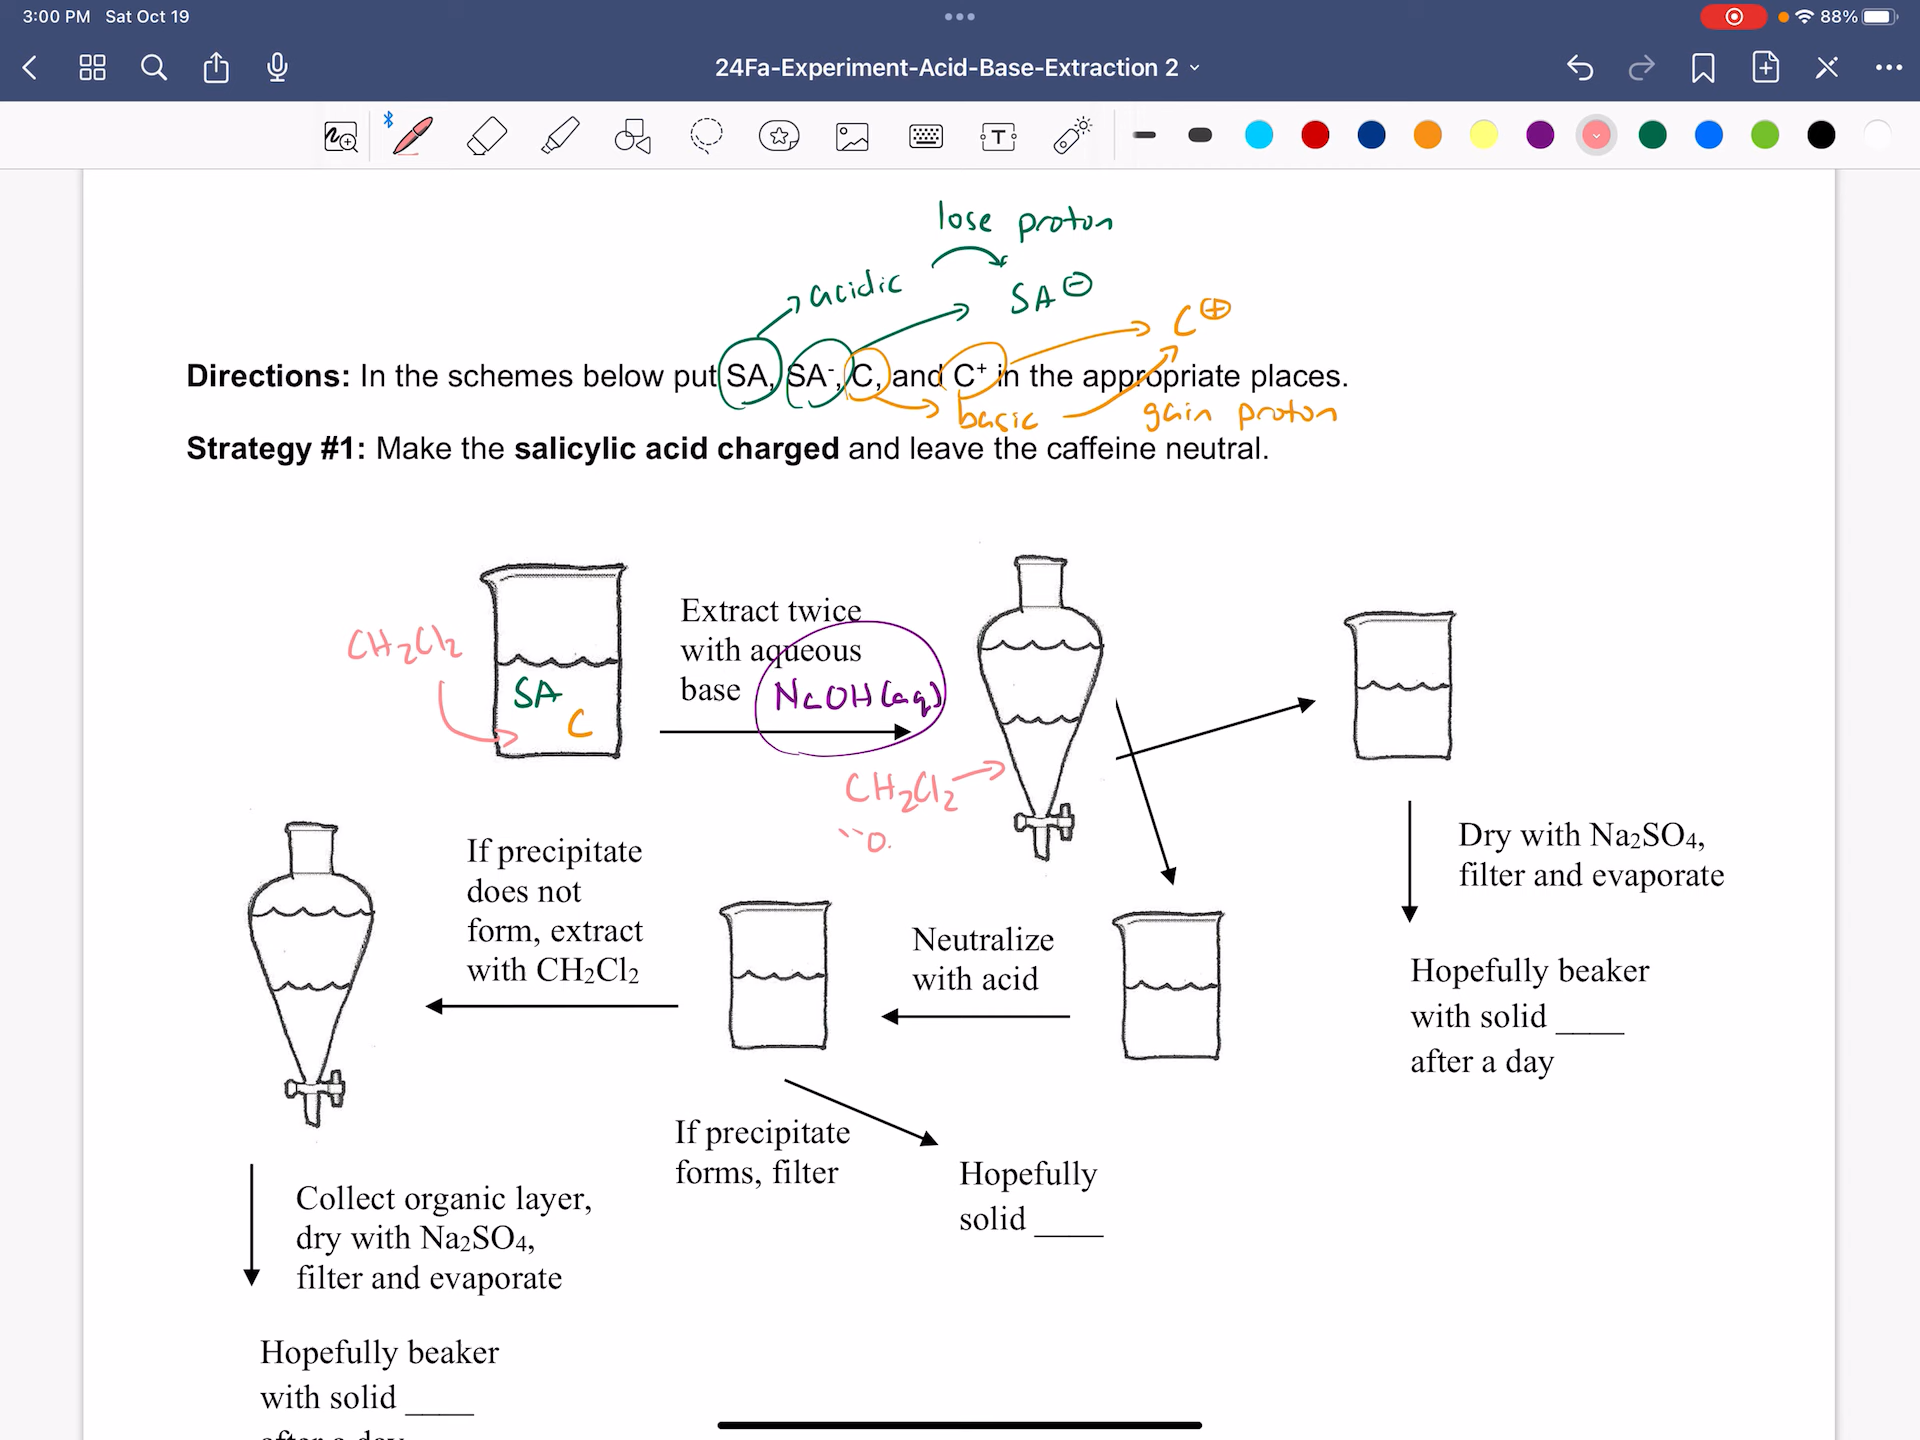 3:00 PM Sat Oct 19
88%
24Fa-Experiment-Acid-Base-Extraction 2
T
lose proton
acidic
SA⊖
C⊕
Directions: In the schemes below put SA, SA⁻, C, and C⁺ in the appropriate places.
basic
gain proton
Strategy #1: Make the salicylic acid charged and leave the caffeine neutral.
Extract twice
with aqueous
base
NaOH(aq)
CH₂Cl₂
SA
C
CH₂Cl₂
Dry with Na₂SO₄,
filter and evaporate
If precipitate
does not
form, extract
with CH₂Cl₂
Neutralize
with acid
Hopefully beaker
with solid ____
after a day
If precipitate
forms, filter
Hopefully
solid ____
Collect organic layer,
dry with Na₂SO₄,
filter and evaporate
Hopefully beaker
with solid ____
after a day